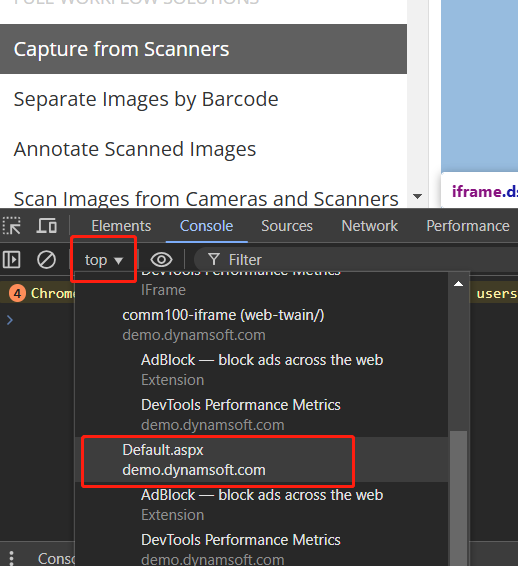 FULL WORKFLOW SOLUTIONS
Capture from Scanners
Separate Images by Barcode
Annotate Scanned Images
Scan Images from Cameras and Scanners
iframe.ds
Elements Console Sources Network Performance
top ▼ Filter
DevTools Performance Metrics
IFrame
4 Chrome users
comm100-iframe (web-twain/)
demo.dynamsoft.com
AdBlock — block ads across the web
Extension
DevTools Performance Metrics
demo.dynamsoft.com
Default.aspx
demo.dynamsoft.com
AdBlock — block ads across the web
Extension
DevTools Performance Metrics
demo.dynamsoft.com
Conso